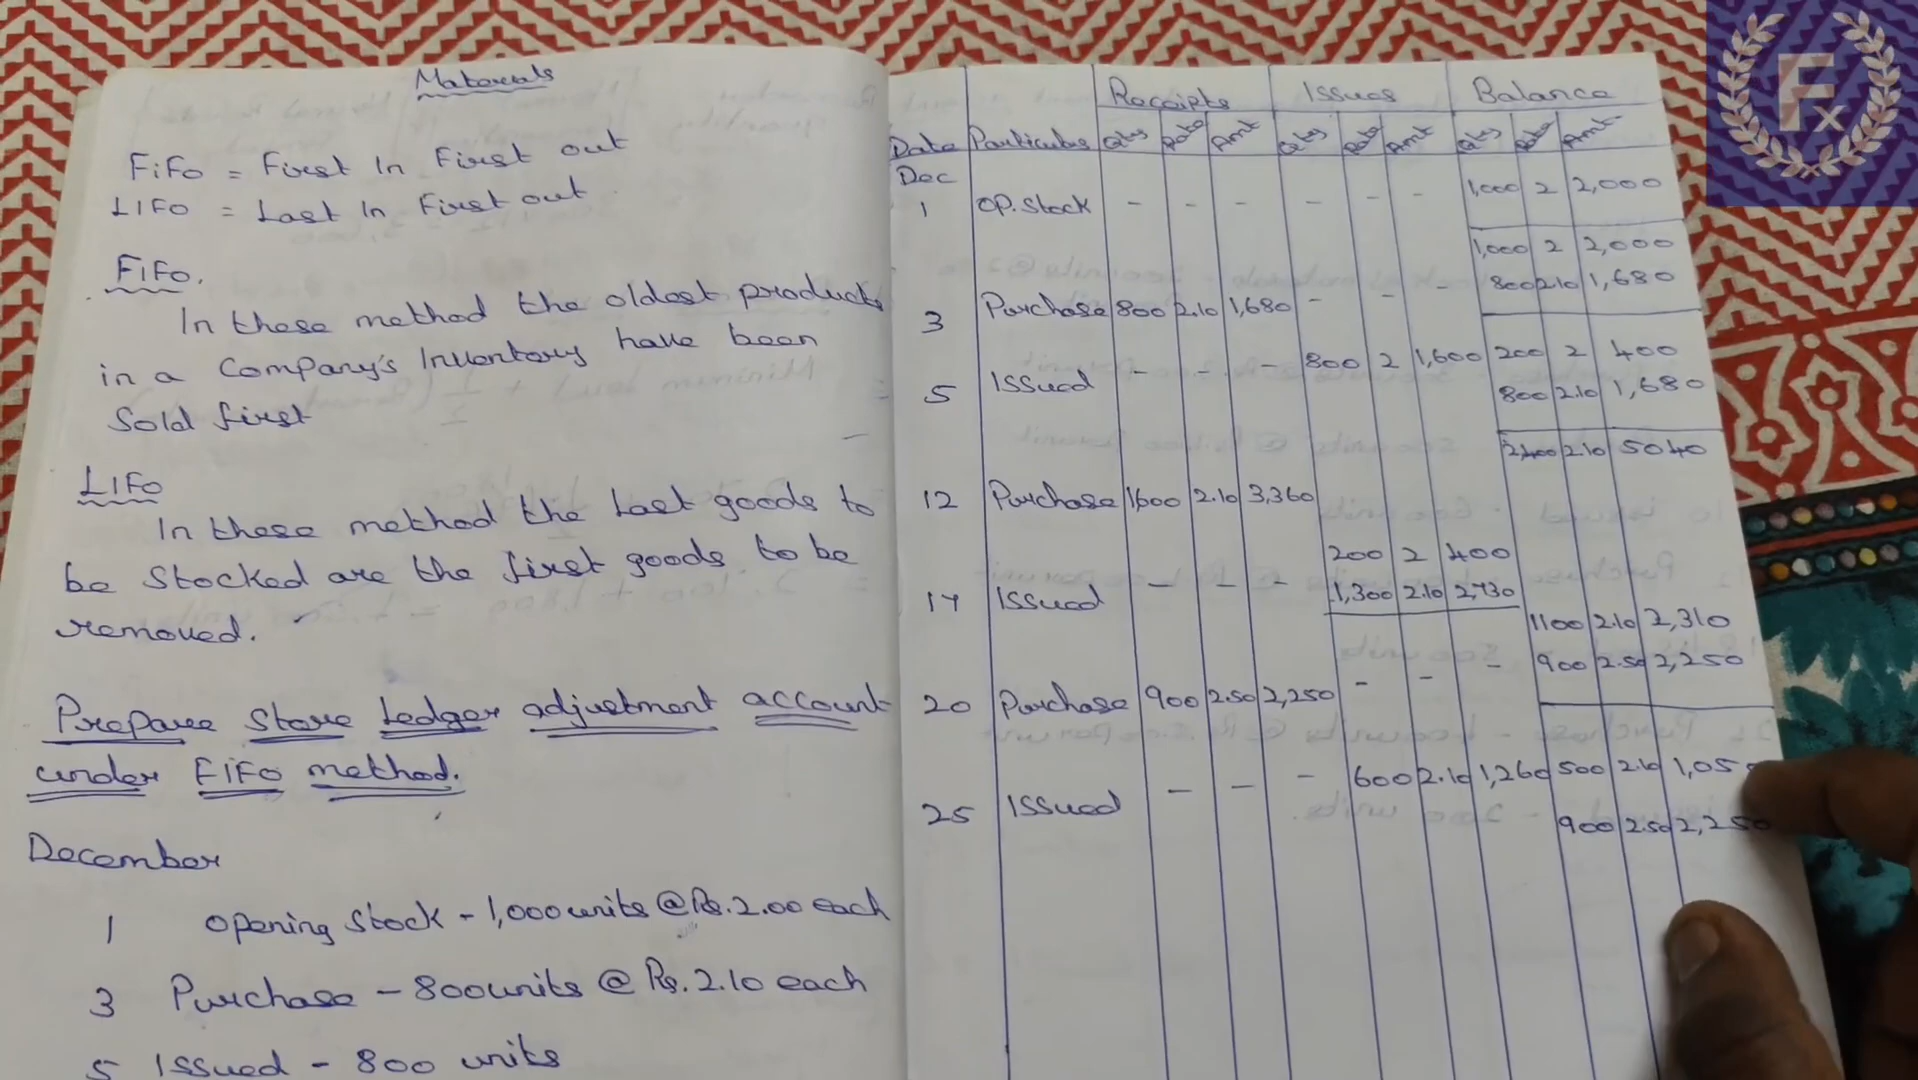 Materials
FiFo = First In First out
LIFO = Last In First out
FiFo.
In these method the oldest products
in a Company's Inventory have been
Sold first
LIFo
In these method the last goods to
be Stocked are the first goods to be
removed.
Prepare Store Ledger adjustment account
under FiFo method.
December
1 Opening Stock - 1,000 units @ Rs. 2.00 each
3 Purchase - 800 units @ Rs. 2.10 each
5 Issued - 800 units
Receipts Issues Balance
Date Particulars Qty Rate Amt Qty Rate Amt Qty Rate Amt
Dec
1 OP. Stock - - - - - - 1,000 2 2,000
1,000 2 2,000
800 2.10 1,680
3 Purchase 800 2.10 1,680 - - -
5 Issued - - - 800 2 1,600 200 2 400
800 2.10 1,680
2400 2.10 5040
12 Purchase 1600 2.10 3,360
200 2 400
17 Issued - - - 1,300 2.10 2,730
1100 2.10 2,310
900 2.50 2,250
20 Purchase 900 2.50 2,250 - - -
25 Issued - - - 600 2.10 1,260 500 2.10 1,05
900 2.50 2,250
Fx